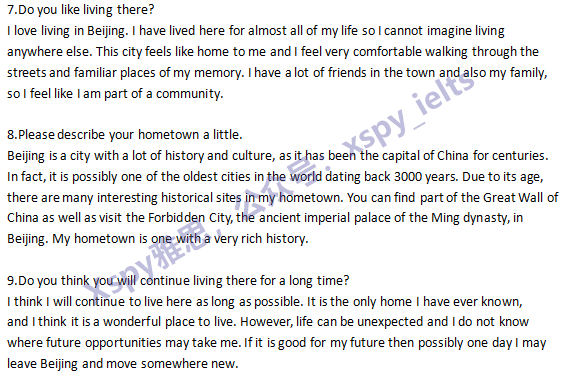 7.Do you like living there?
I love living in Beijing. I have lived here for almost all of my life so I cannot imagine living
anywhere else. This city feels like home to me and I feel very comfortable walking through the
streets and familiar places of my memory. I have a lot of friends in the town and also my family,
so I feel like I am part of a community.
8.Please describe your hometown a little.
Beijing is a city with a lot of history and culture, as it has been the capital of China for centuries.
In fact, it is possibly one of the oldest cities in the world dating back 3000 years. Due to its age,
there are many interesting historical sites in my hometown. You can find part of the Great Wall of
China as well as visit the Forbidden City, the ancient imperial palace of the Ming dynasty, in
Beijing. My hometown is one with a very rich history.
9.Do you think you will continue living there for a long time?
I think I will continue to live here as long as possible. It is the only home I have ever known,
and I think it is a wonderful place to live. However, life can be unexpected and I do not know
where future opportunities may take me. If it is good for my future then possibly one day I may
leave Beijing and move somewhere new.
Xspy雅思，公众号：xspy_ielts